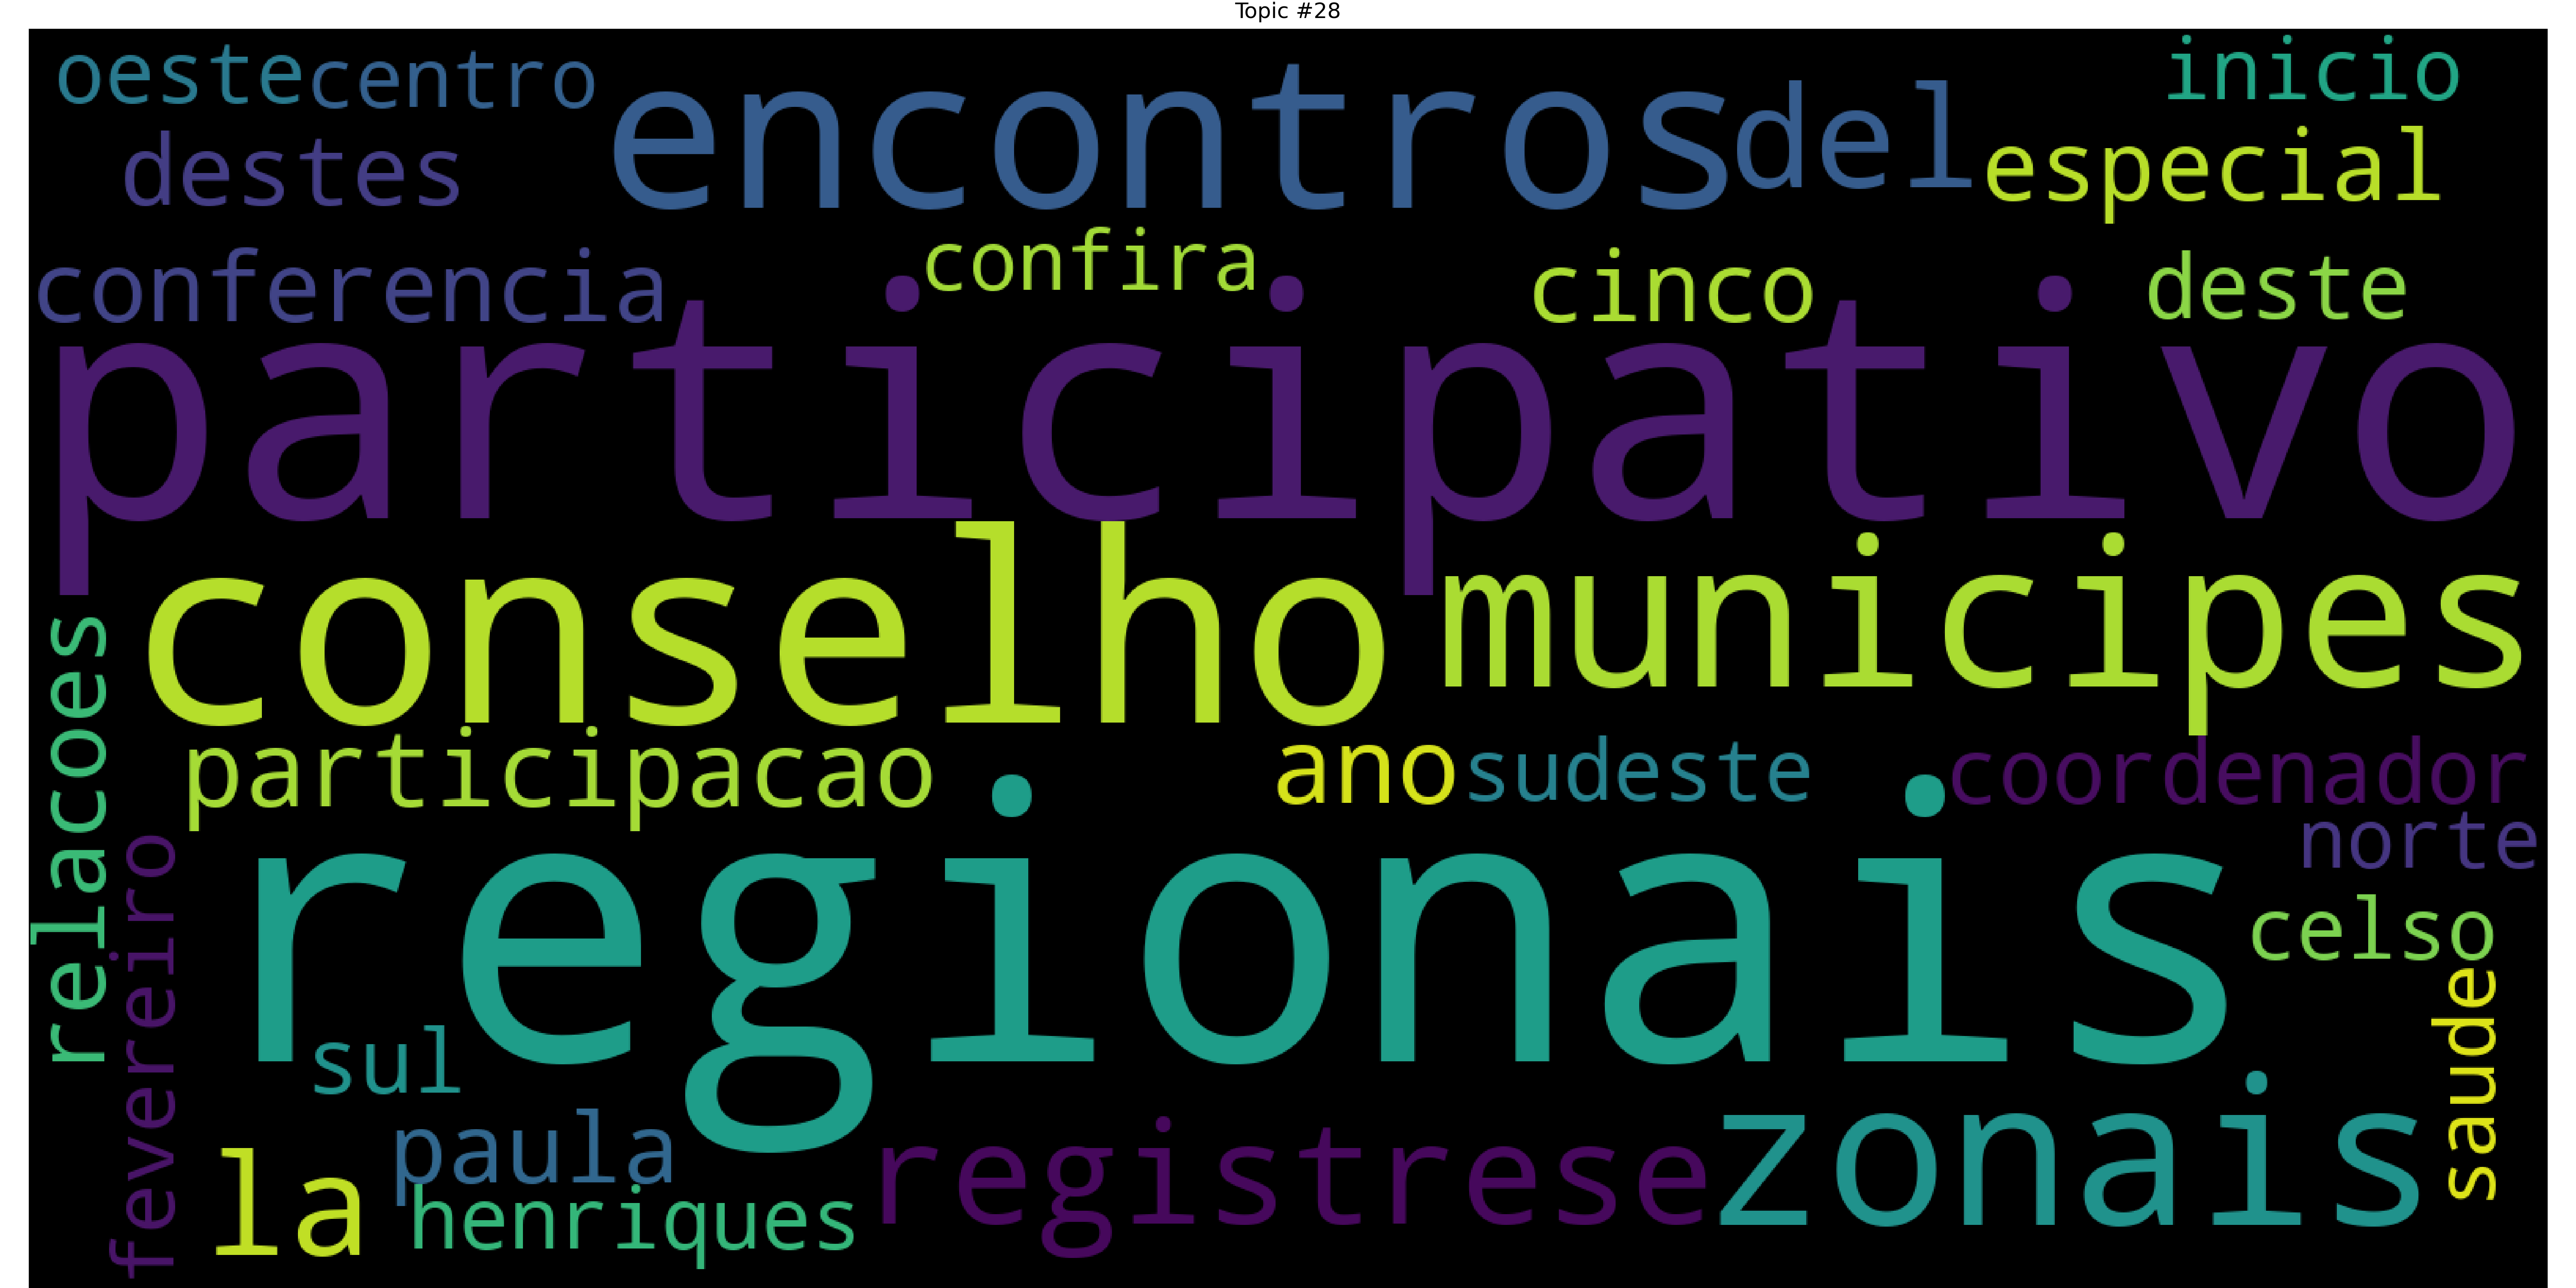 Topic #28
oeste centro encontros del inicio
destes especial
conferencia confira cinco deste
participativo
conselho municipes
relacoes
participacao ano sudeste coordenador
norte
fevereiro
regionais
celso
saude
sul
paula registrese zonais
la henriques